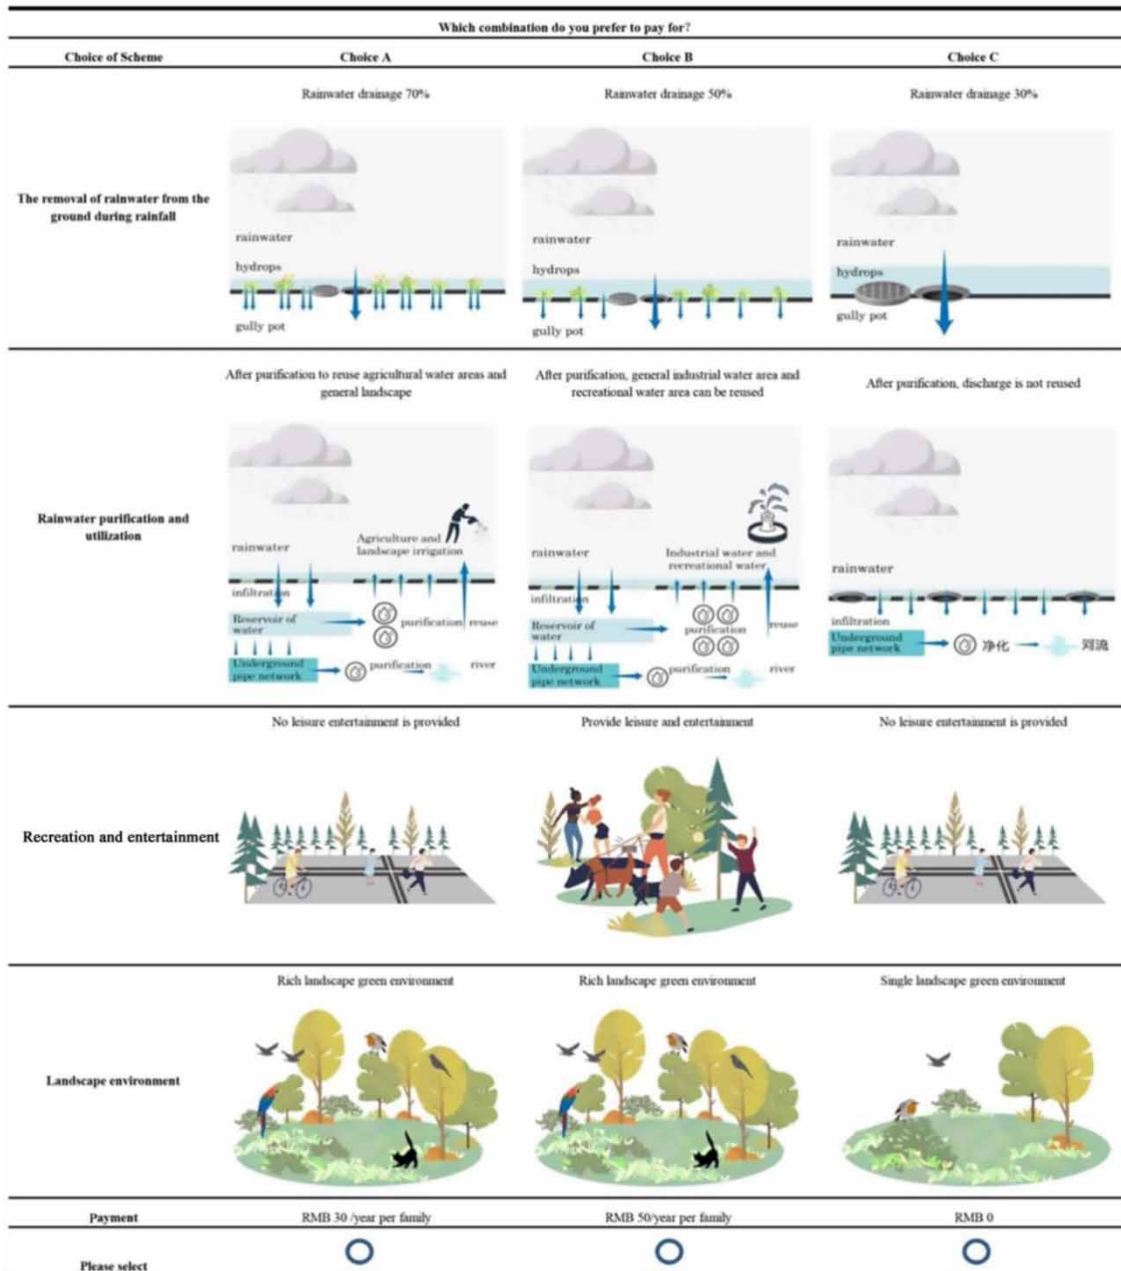 Which combination do you prefer to pay for?
Choice of Scheme
Choice A
Choice B
Choice C
The removal of rainwater from the
ground during rainfall
Rainwater drainage 70%
rainwater
hydrops
gully pot
Rainwater drainage 50%
rainwater
hydrops
gully pot
Rainwater drainage 30%
rainwater
hydrops
gully pot
Rainwater purification and
utilization
After purification to reuse agricultural water areas and
general landscape
rainwater
Agriculture and
landscape irrigation
infiltration
Reservoir of
water
purification
reuse
Underground
pipe network
purification
river
After purification, general industrial water area and
recreational water area can be reused
rainwater
Industrial water and
recreational water
infiltration
Reservoir of
water
purification
reuse
Underground
pipe network
purification
river
After purification, discharge is not reused
rainwater
infiltration
Underground
pipe network
净化
河流
Recreation and entertainment
No leisure entertainment is provided
Provide leisure and entertainment
No leisure entertainment is provided
Landscape environment
Rich landscape green environment
Rich landscape green environment
Single landscape green environment
Payment
RMB 30 /year per family
RMB 50/year per family
RMB 0
Please select